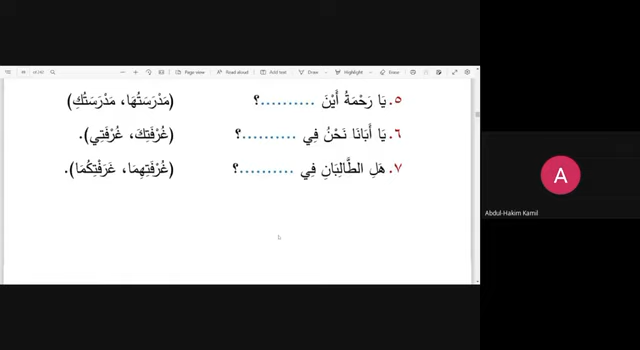 Page view Read aloud Add text Draw Highlight Erase
٥. يَا رَحْمَةُ أَيْنَ ..........؟ (مَدْرَسَتُهَا، مَدْرَسَتُكِ)
٦. يَا أَبَانَا نَحْنُ فِي ..........؟ (غُرْفَتِكَ، غُرْفَتِي).
٧. هَلِ الطَّالِبَانِ فِي ..........؟ (غُرْفَتِهِمَا، غَرَفْتِكُمَا).
A
Abdul-Hakim Kamil